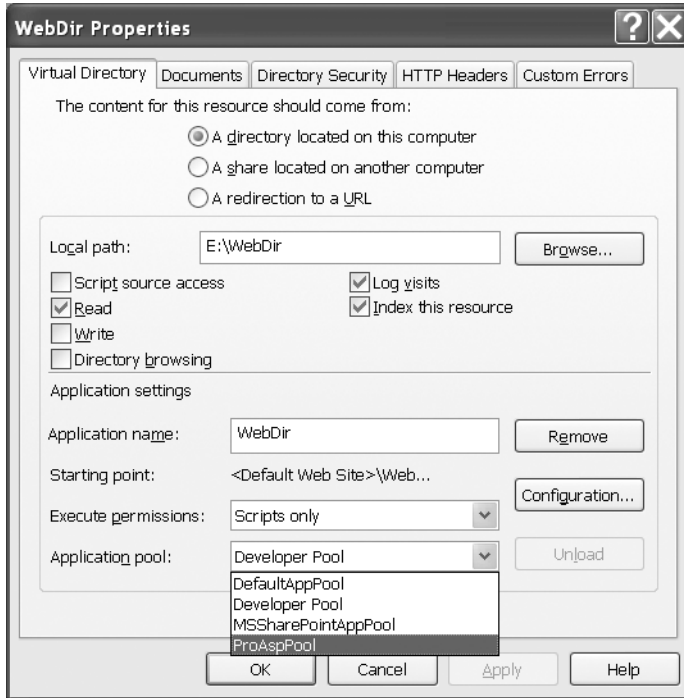 WebDir Properties
Virtual Directory Documents Directory Security HTTP Headers Custom Errors
The content for this resource should come from:
A directory located on this computer
A share located on another computer
A redirection to a URL
Local path: E:\WebDir Browse...
Script source access Log visits
Read Index this resource
Write
Directory browsing
Application settings
Application name: WebDir Remove
Starting point: <Default Web Site>\Web...
Configuration...
Execute permissions: Scripts only
Application pool: Developer Pool Unload
DefaultAppPool
Developer Pool
MSSharePointAppPool
ProAspPool
OK Cancel Apply Help